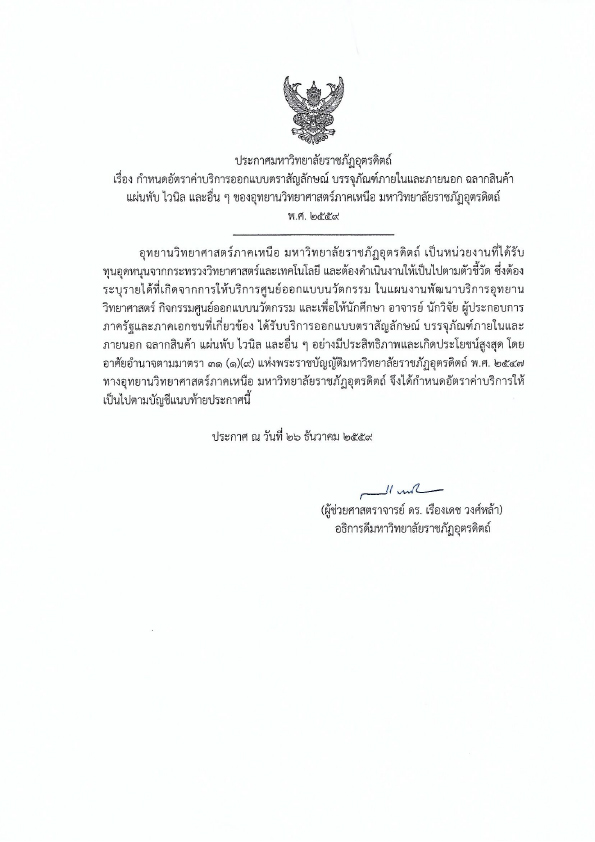 ประกาศมหาวิทยาลัยราชภัฏอุตรดิตถ์
เรื่อง กำหนดอัตราค่าบริการออกแบบตราสัญลักษณ์ บรรจุภัณฑ์ภายในและภายนอก ฉลากสินค้า
แผ่นพับ ไวนิล และอื่น ๆ ของอุทยานวิทยาศาสตร์ภาคเหนือ มหาวิทยาลัยราชภัฏอุตรดิตถ์
พ.ศ. ๒๕๕๙
อุทยานวิทยาศาสตร์ภาคเหนือ มหาวิทยาลัยราชภัฏอุตรดิตถ์ เป็นหน่วยงานที่ได้รับ
ทุนอุดหนุนจากกระทรวงวิทยาศาสตร์และเทคโนโลยี และต้องดำเนินงานให้เป็นไปตามตัวชี้วัด ซึ่งต้อง
ระบุรายได้ที่เกิดจากการให้บริการศูนย์ออกแบบนวัตกรรม ในแผนงานพัฒนาบริการอุทยาน
วิทยาศาสตร์ กิจกรรมศูนย์ออกแบบนวัตกรรม และเพื่อให้นักศึกษา อาจารย์ นักวิจัย ผู้ประกอบการ
ภาครัฐและภาคเอกชนที่เกี่ยวข้อง ได้รับบริการออกแบบตราสัญลักษณ์ บรรจุภัณฑ์ภายในและ
ภายนอก ฉลากสินค้า แผ่นพับ ไวนิล และอื่น ๆ อย่างมีประสิทธิภาพและเกิดประโยชน์สูงสุด โดย
อาศัยอำนาจตามมาตรา ๓๑ (๑)(๙) แห่งพระราชบัญญัติมหาวิทยาลัยราชภัฏอุตรดิตถ์ พ.ศ. ๒๕๔๗
ทางอุทยานวิทยาศาสตร์ภาคเหนือ มหาวิทยาลัยราชภัฏอุตรดิตถ์ จึงได้กำหนดอัตราค่าบริการให้
เป็นไปตามบัญชีแนบท้ายประกาศนี้
ประกาศ ณ วันที่ ๒๖ ธันวาคม ๒๕๕๙
(ผู้ช่วยศาสตราจารย์ ดร. เรืองเดช วงศ์หล้า)
อธิการดีมหาวิทยาลัยราชภัฏอุตรดิตถ์